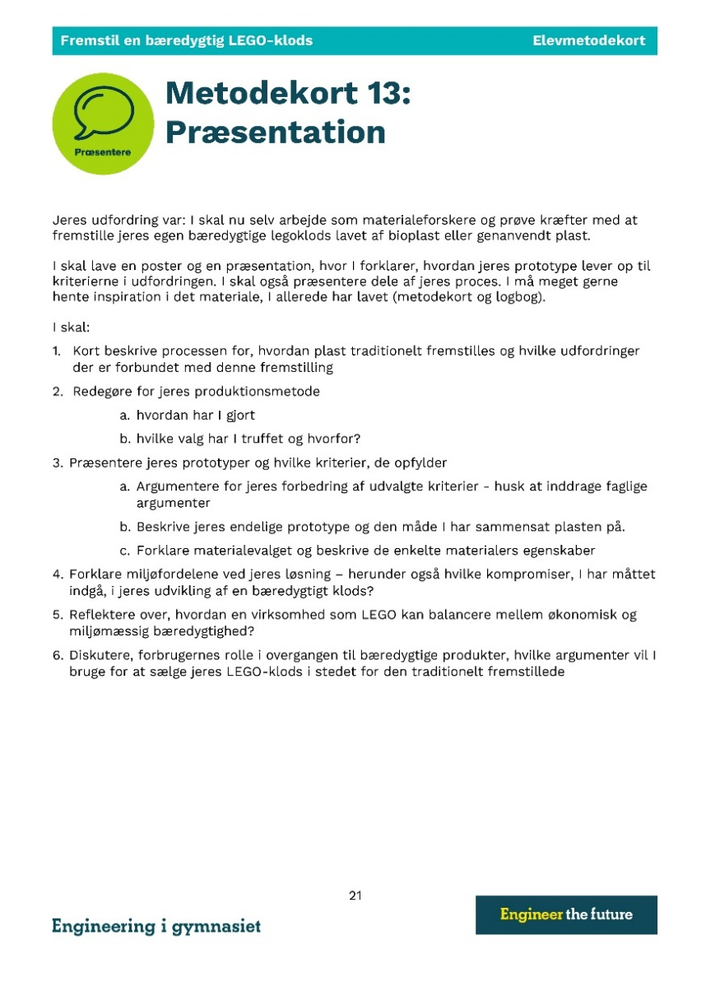 Fremstil en bæredygtig LEGO-klods Elevmetodekort
Metodekort 13:
Præsentation
Præsentere
Jeres udfordring var: I skal nu selv arbejde som materialeforskere og prøve kræfter med at
fremstille jeres egen bæredygtige legoklods lavet af bioplast eller genanvendt plast.
I skal lave en poster og en præsentation, hvor I forklarer, hvordan jeres prototype lever op til
kriterierne i udfordringen. I skal også præsentere dele af jeres proces. I må meget gerne
hente inspiration i det materiale, I allerede har lavet (metodekort og logbog).
I skal:
1. Kort beskrive processen for, hvordan plast traditionelt fremstilles og hvilke udfordringer
der er forbundet med denne fremstilling
2. Redegøre for jeres produktionsmetode
a. hvordan har I gjort
b. hvilke valg har I truffet og hvorfor?
3. Præsentere jeres prototyper og hvilke kriterier, de opfylder
a. Argumentere for jeres forbedring af udvalgte kriterier - husk at inddrage faglige
argumenter
b. Beskrive jeres endelige prototype og den måde I har sammensat plasten på.
c. Forklare materialevalget og beskrive de enkelte materialers egenskaber
4. Forklare miljøfordelene ved jeres løsning – herunder også hvilke kompromiser, I har måttet
indgå, i jeres udvikling af en bæredygtigt klods?
5. Reflektere over, hvordan en virksomhed som LEGO kan balancere mellem økonomisk og
miljømæssig bæredygtighed?
6. Diskutere, forbrugernes rolle i overgangen til bæredygtige produkter, hvilke argumenter vil I
bruge for at sælge jeres LEGO-klods i stedet for den traditionelt fremstillede
21
Engineering i gymnasiet
Engineer the future